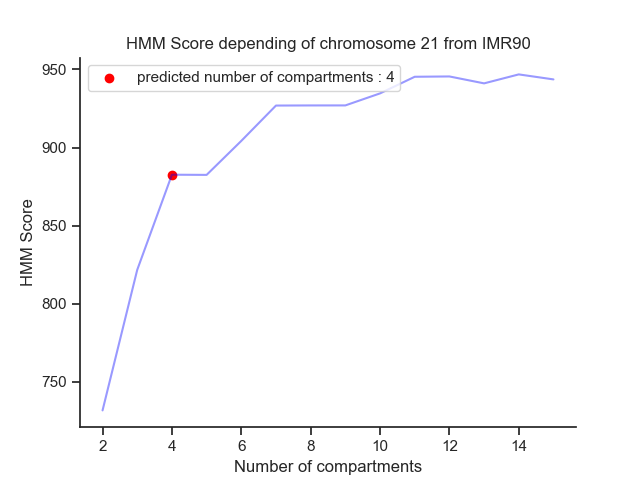 HMM Score depending of chromosome 21 from IMR90
predicted number of compartments : 4
950
900
850
800
750
HMM Score
2 4 6 8 10 12 14
Number of compartments